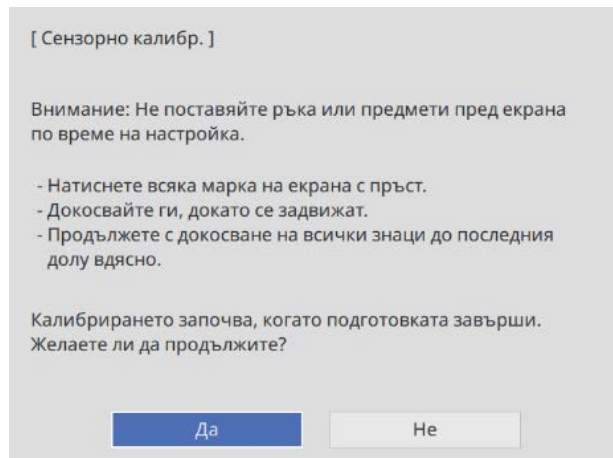 [ Сензорно калибр. ]
Внимание: Не поставяйте ръка или предмети пред екрана
по време на настройка.
- Натиснете всяка марка на екрана с пръст.
- Докосвайте ги, докато се задвижат.
- Продължете с докосване на всички знаци до последния
долу вдясно.
Калибрирането започва, когато подготовката завърши.
Желаете ли да продължите?
Да
Не